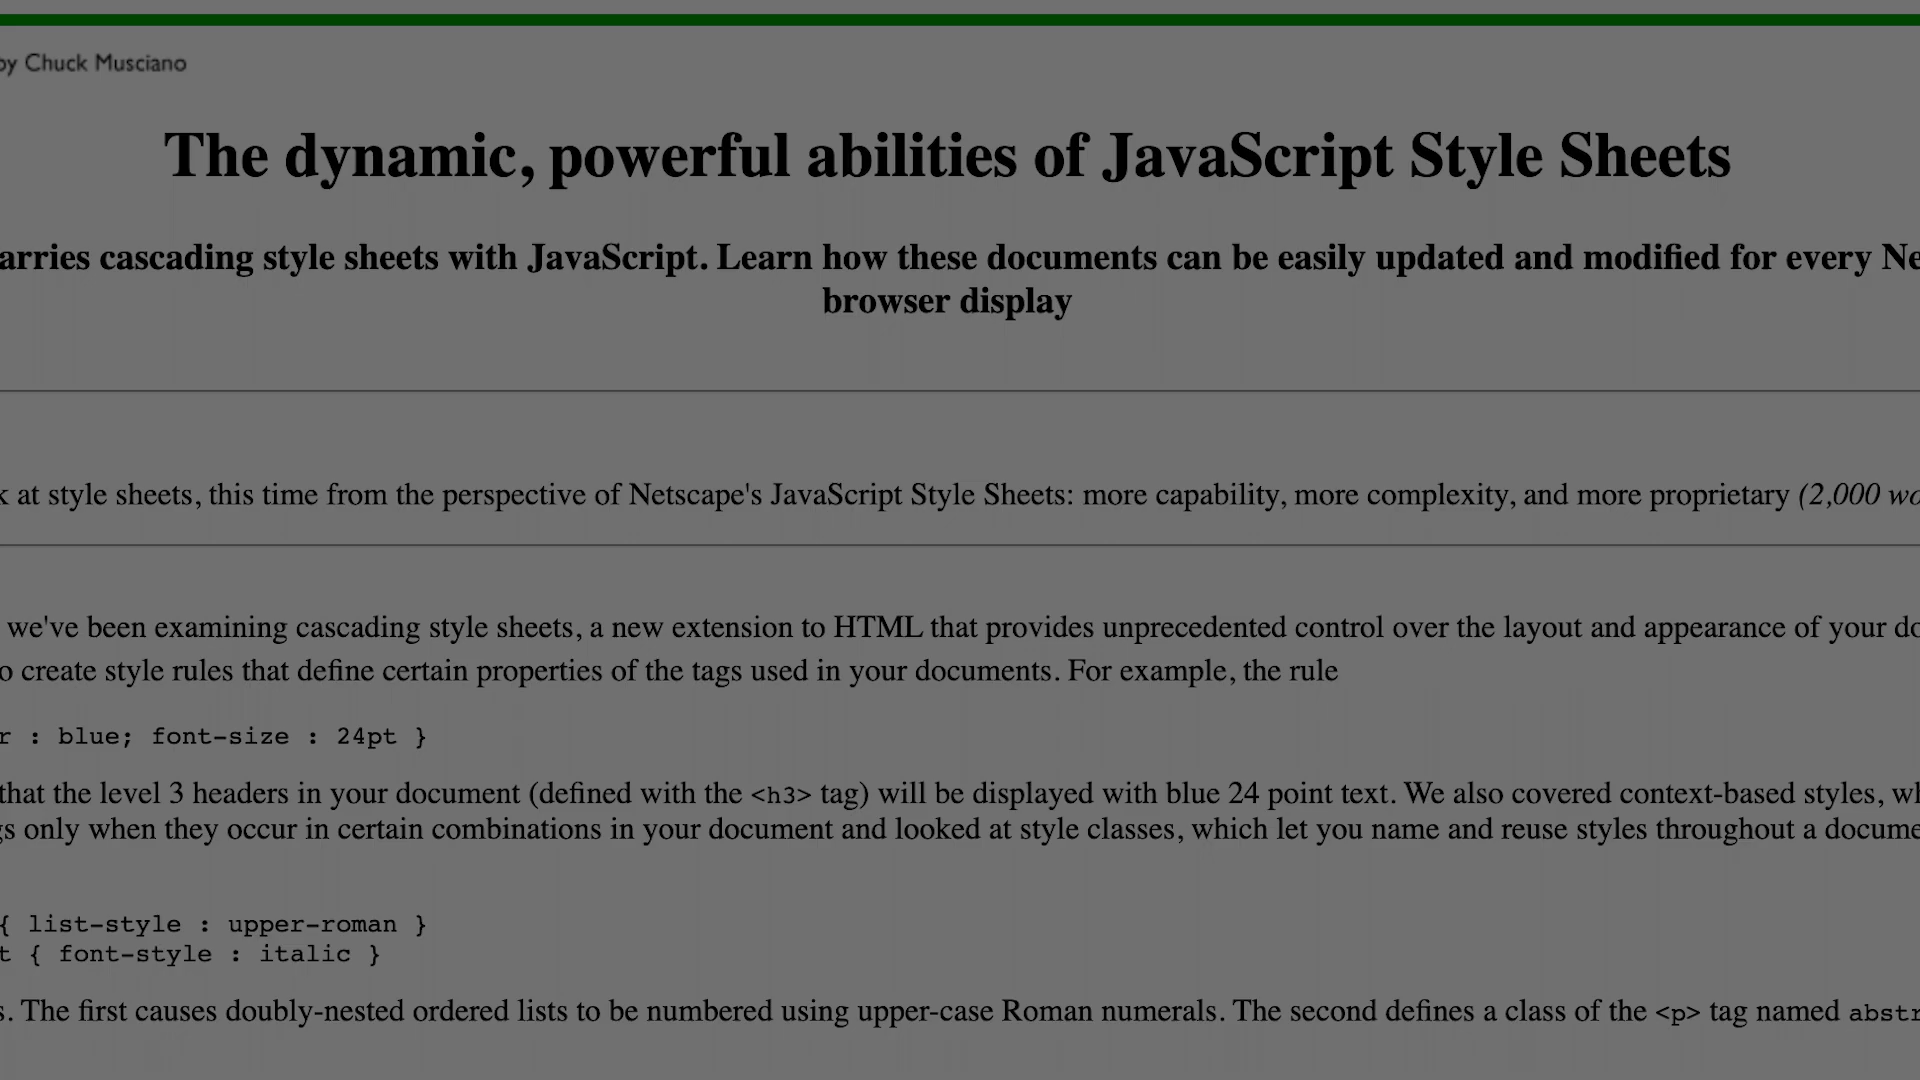 by Chuck Musciano
The dynamic, powerful abilities of JavaScript Style Sheets
arries cascading style sheets with JavaScript. Learn how these documents can be easily updated and modified for every Ne
browser display
k at style sheets, this time from the perspective of Netscape's JavaScript Style Sheets: more capability, more complexity, and more proprietary (2,000 wo
we've been examining cascading style sheets, a new extension to HTML that provides unprecedented control over the layout and appearance of your do
o create style rules that define certain properties of the tags used in your documents. For example, the rule
r : blue; font-size : 24pt }
that the level 3 headers in your document (defined with the <h3> tag) will be displayed with blue 24 point text. We also covered context-based styles, wh
gs only when they occur in certain combinations in your document and looked at style classes, which let you name and reuse styles throughout a docume
{ list-style : upper-roman }
t { font-style : italic }
s. The first causes doubly-nested ordered lists to be numbered using upper-case Roman numerals. The second defines a class of the <p> tag named abstr